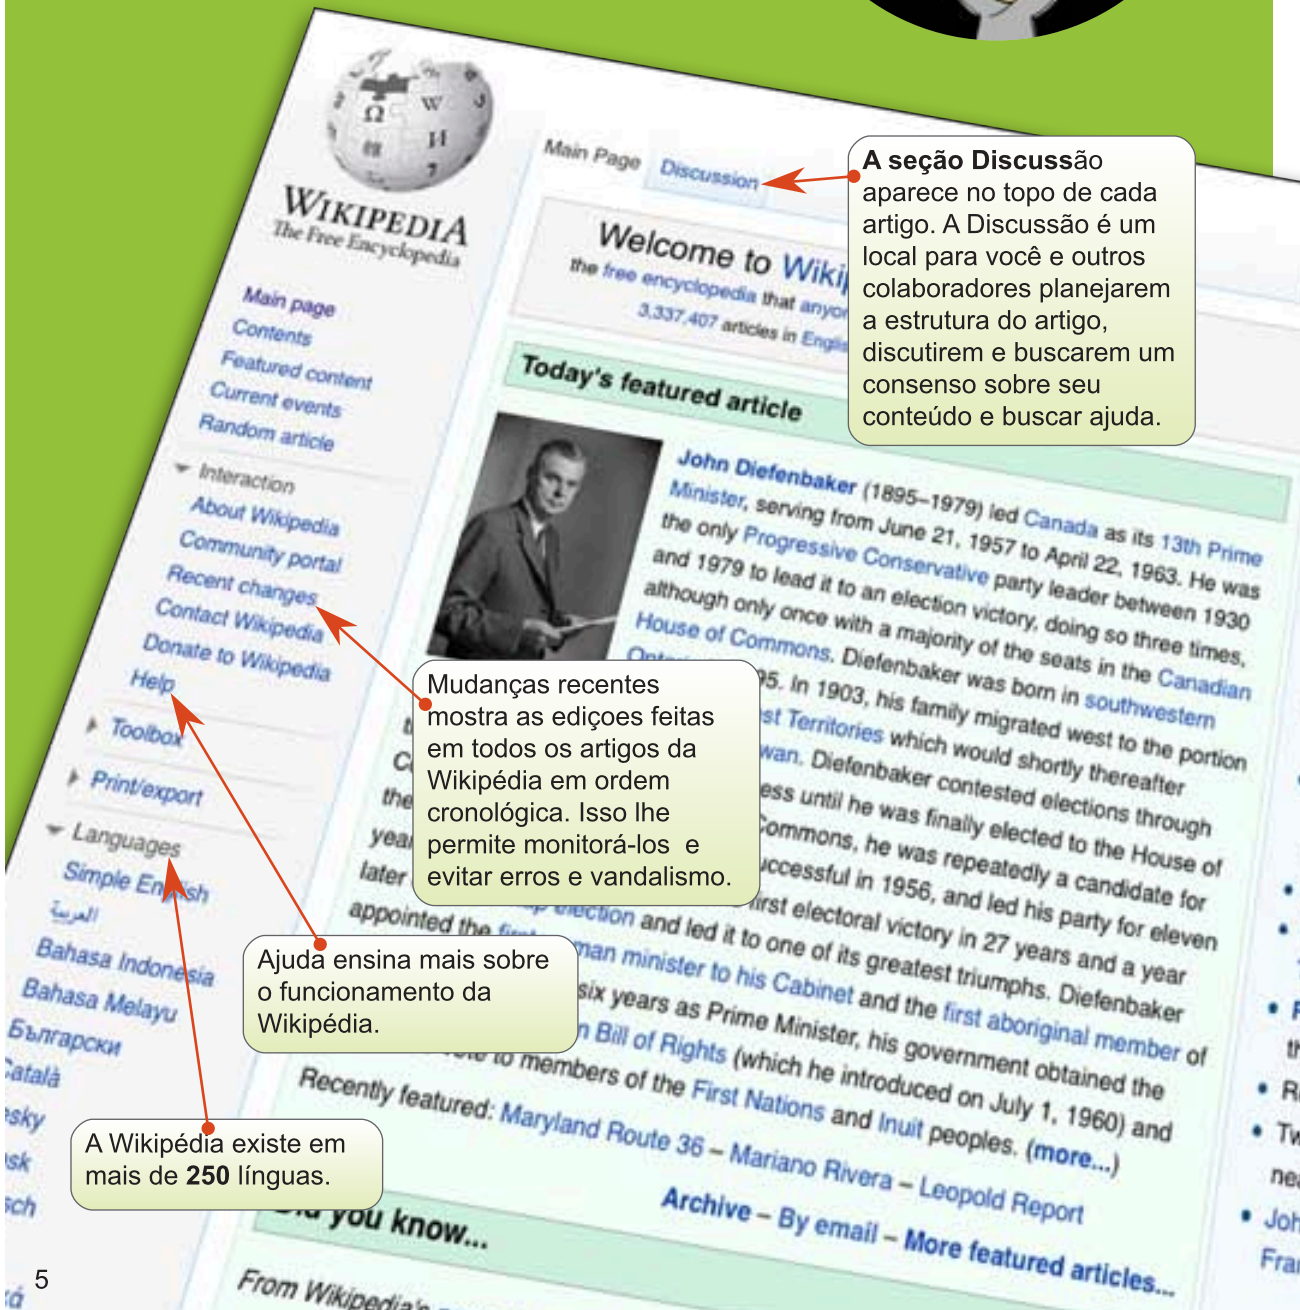 WIKIPEDIA
The Free Encyclopedia
Main page
Contents
Featured content
Current events
Random article
Interaction
About Wikipedia
Community portal
Recent changes
Contact Wikipedia
Donate to Wikipedia
Help
Toolbox
Print/export
Languages
Simple English
العربية
Bahasa Indonesia
Bahasa Melayu
Български
Català
Main Page Discussion
Welcome to
the free encyclopedia that
3,337,407 articles in
Today's featured article
John Diefenbaker (1895–1979) led Canada as its 13th Prime
Minister, serving from June 21, 1957 to April 22, 1963. He was
the only Progressive Conservative party leader between 1930
and 1979 to lead it to an election victory, doing so three times,
although only once with a majority of the seats in the Canadian
House of Commons. Diefenbaker was born in southwestern
In 1903, his family migrated west to the portion
Territories which would shortly thereafter
Diefenbaker contested elections through
until he was finally elected to the House of
Commons, he was repeatedly a candidate for
in 1956, and led his party for eleven
first electoral victory in 27 years and a year
later election and led it to one of its greatest triumphs. Diefenbaker
appointed the minister to his Cabinet and the first aboriginal member of
six years as Prime Minister, his government obtained the
Bill of Rights (which he introduced on July 1, 1960) and
to members of the First Nations and Inuit peoples. (more...)
Recently featured: Maryland Route 36 – Mariano Rivera – Leopold Report
Archive – By email – More featured articles...
Did you know...
From Wikipedia's
A seção Discussão
aparece no topo de cada
artigo. A Discussão é um
local para você e outros
colaboradores planejarem
a estrutura do artigo,
discutirem e buscarem um
consenso sobre seu
conteúdo e buscar ajuda.
Mudanças recentes
mostra as ediçoes feitas
em todos os artigos da
Wikipédia em ordem
cronológica. Isso lhe
permite monitorá-los e
evitar erros e vandalismo.
Ajuda ensina mais sobre
o funcionamento da
Wikipédia.
A Wikipédia existe em
mais de 250 línguas.
5